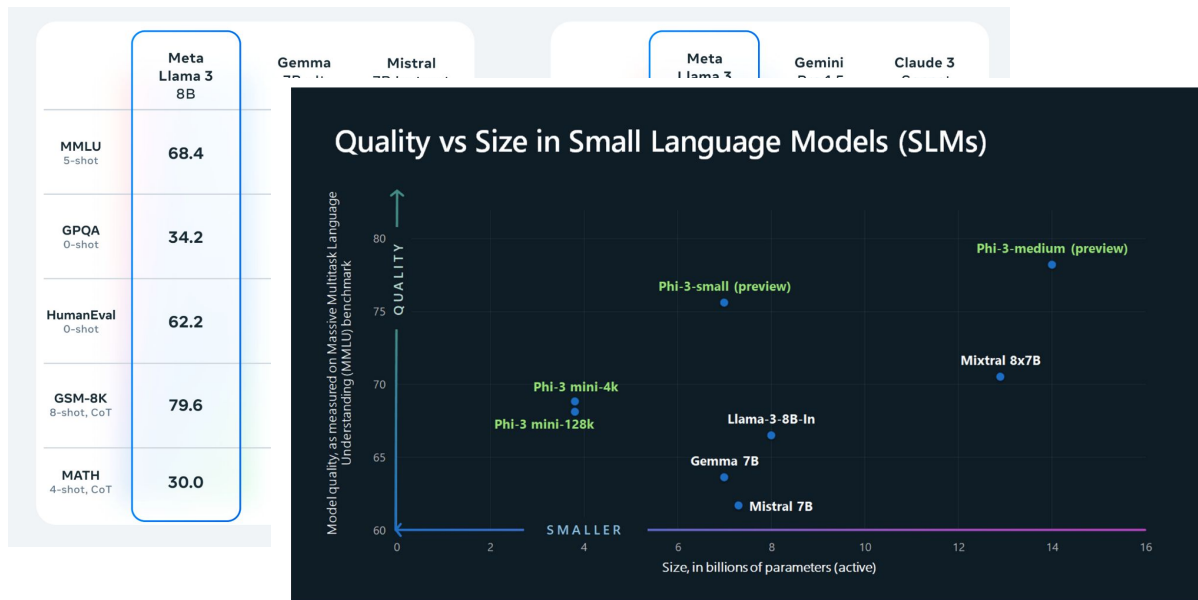 Meta
Llama 3
8B
Gemma
Mistral
MMLU
5-shot
68.4
GPQA
0-shot
34.2
HumanEval
0-shot
62.2
GSM-8K
8-shot, CoT
79.6
MATH
4-shot, CoT
30.0
Meta
Llama 3
Gemini
Claude 3
Quality vs Size in Small Language Models (SLMs)
Model quality, as measured on Massive Multitask Language
Understanding (MMLU) benchmark
QUALITY
80
75
70
65
60
Phi-3-medium (preview)
Phi-3-small (preview)
Mixtral 8x7B
Phi-3 mini-4k
Phi-3 mini-128k
Llama-3-8B-In
Gemma 7B
Mistral 7B
SMALLER
0
2
4
6
8
10
12
14
16
Size, in billions of parameters (active)